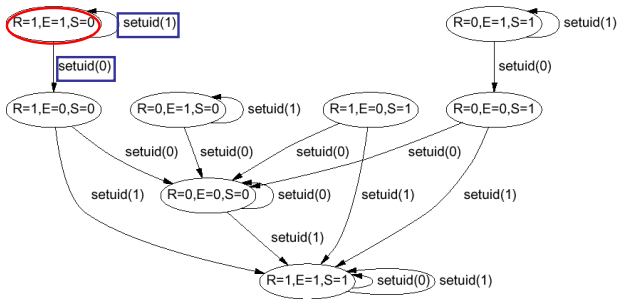 R=1,E=1,S=0
setuid(1)
R=0,E=1,S=1
setuid(1)
setuid(0)
setuid(0)
R=1,E=0,S=0
R=0,E=1,S=0
setuid(1)
R=1,E=0,S=1
R=0,E=0,S=1
setuid(0)
setuid(0)
setuid(0)
setuid(0)
setuid(1)
R=0,E=0,S=0
setuid(0)
setuid(1)
setuid(1)
setuid(1)
R=1,E=1,S=1
setuid(0)
setuid(1)